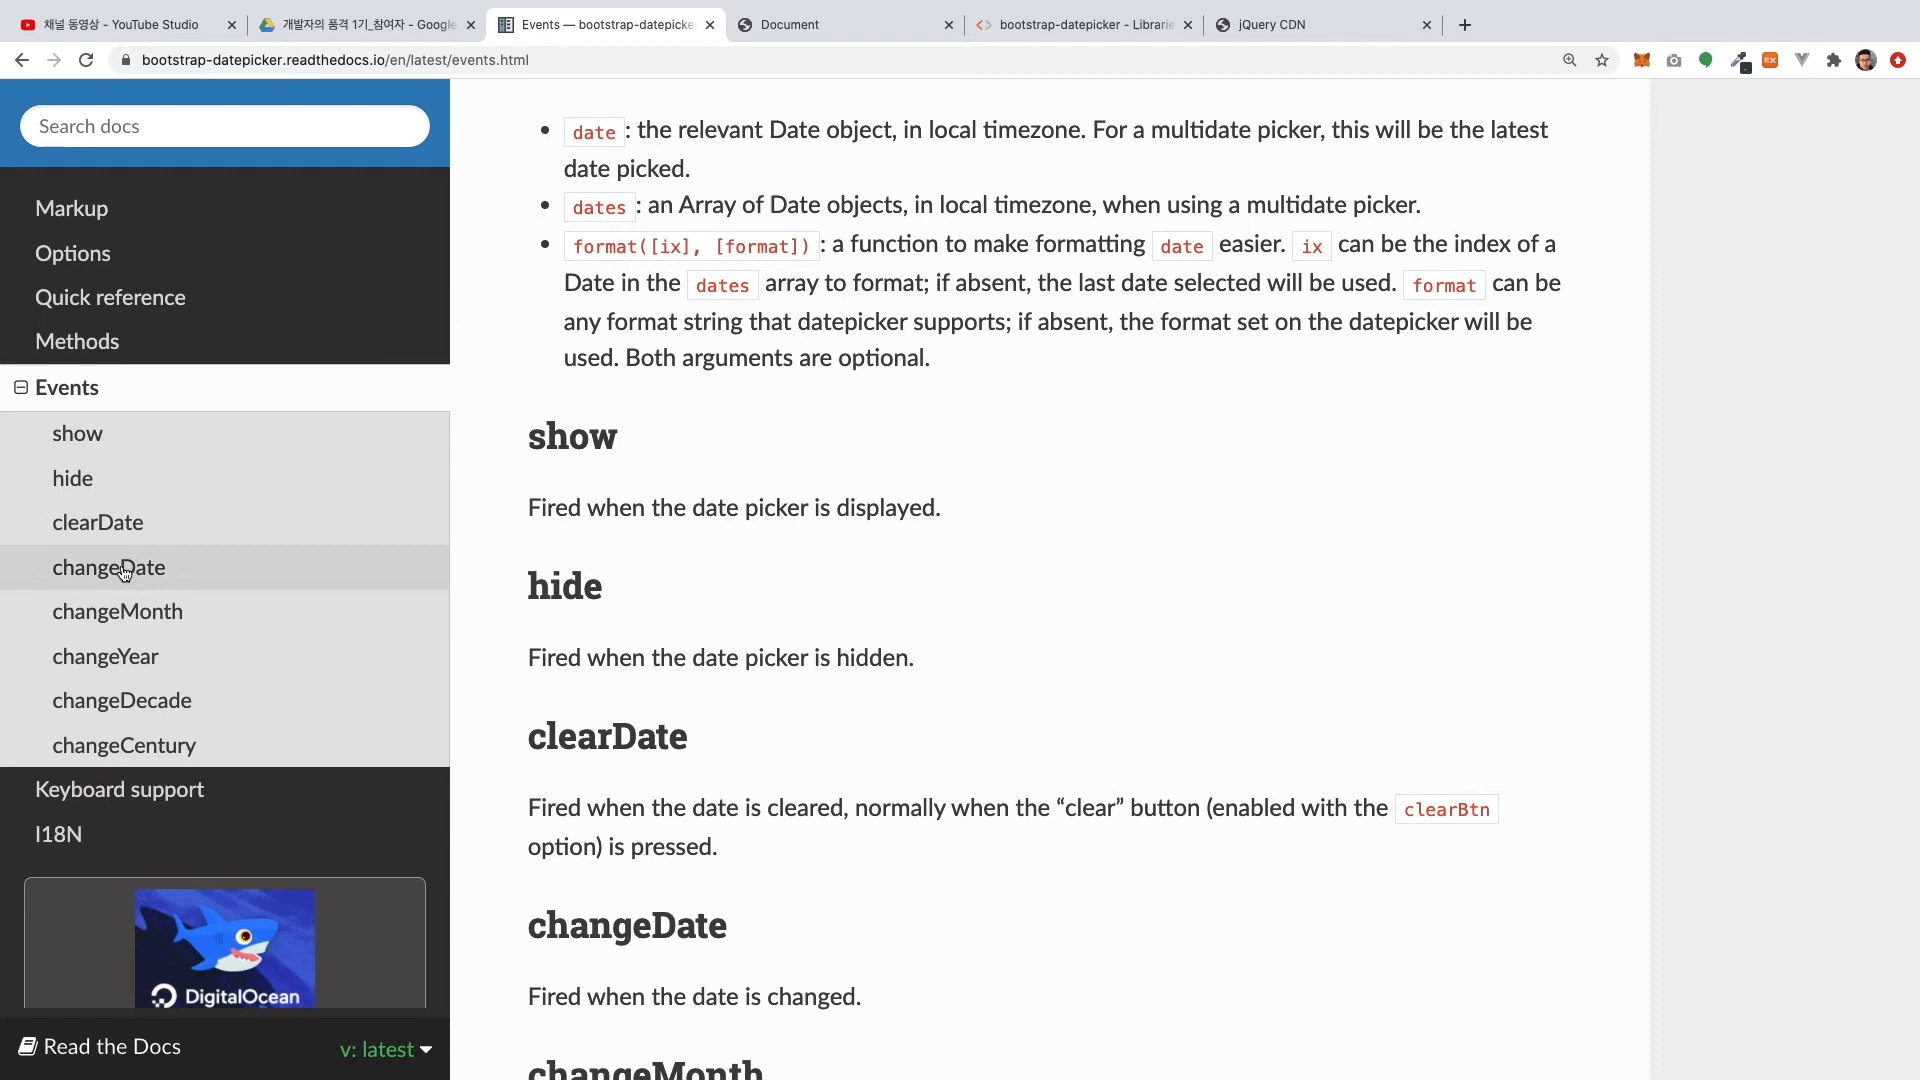 채널 동영상 - YouTube Studio
개발자의 품격 1기_참여자 - Google
Events — bootstrap-datepicke
Document
bootstrap-datepicker - Librarie
jQuery CDN
bootstrap-datepicker.readthedocs.io/en/latest/events.html
Search docs
Markup
Options
Quick reference
Methods
Events
show
hide
clearDate
changeDate
changeMonth
changeYear
changeDecade
changeCentury
Keyboard support
I18N
DigitalOcean
Read the Docs
v: latest
date : the relevant Date object, in local timezone. For a multidate picker, this will be the latest
date picked.
dates : an Array of Date objects, in local timezone, when using a multidate picker.
format([ix], [format]) : a function to make formatting date easier. ix can be the index of a
Date in the dates array to format; if absent, the last date selected will be used. format can be
any format string that datepicker supports; if absent, the format set on the datepicker will be
used. Both arguments are optional.
show
Fired when the date picker is displayed.
hide
Fired when the date picker is hidden.
clearDate
Fired when the date is cleared, normally when the “clear” button (enabled with the clearBtn
option) is pressed.
changeDate
Fired when the date is changed.
changeMonth